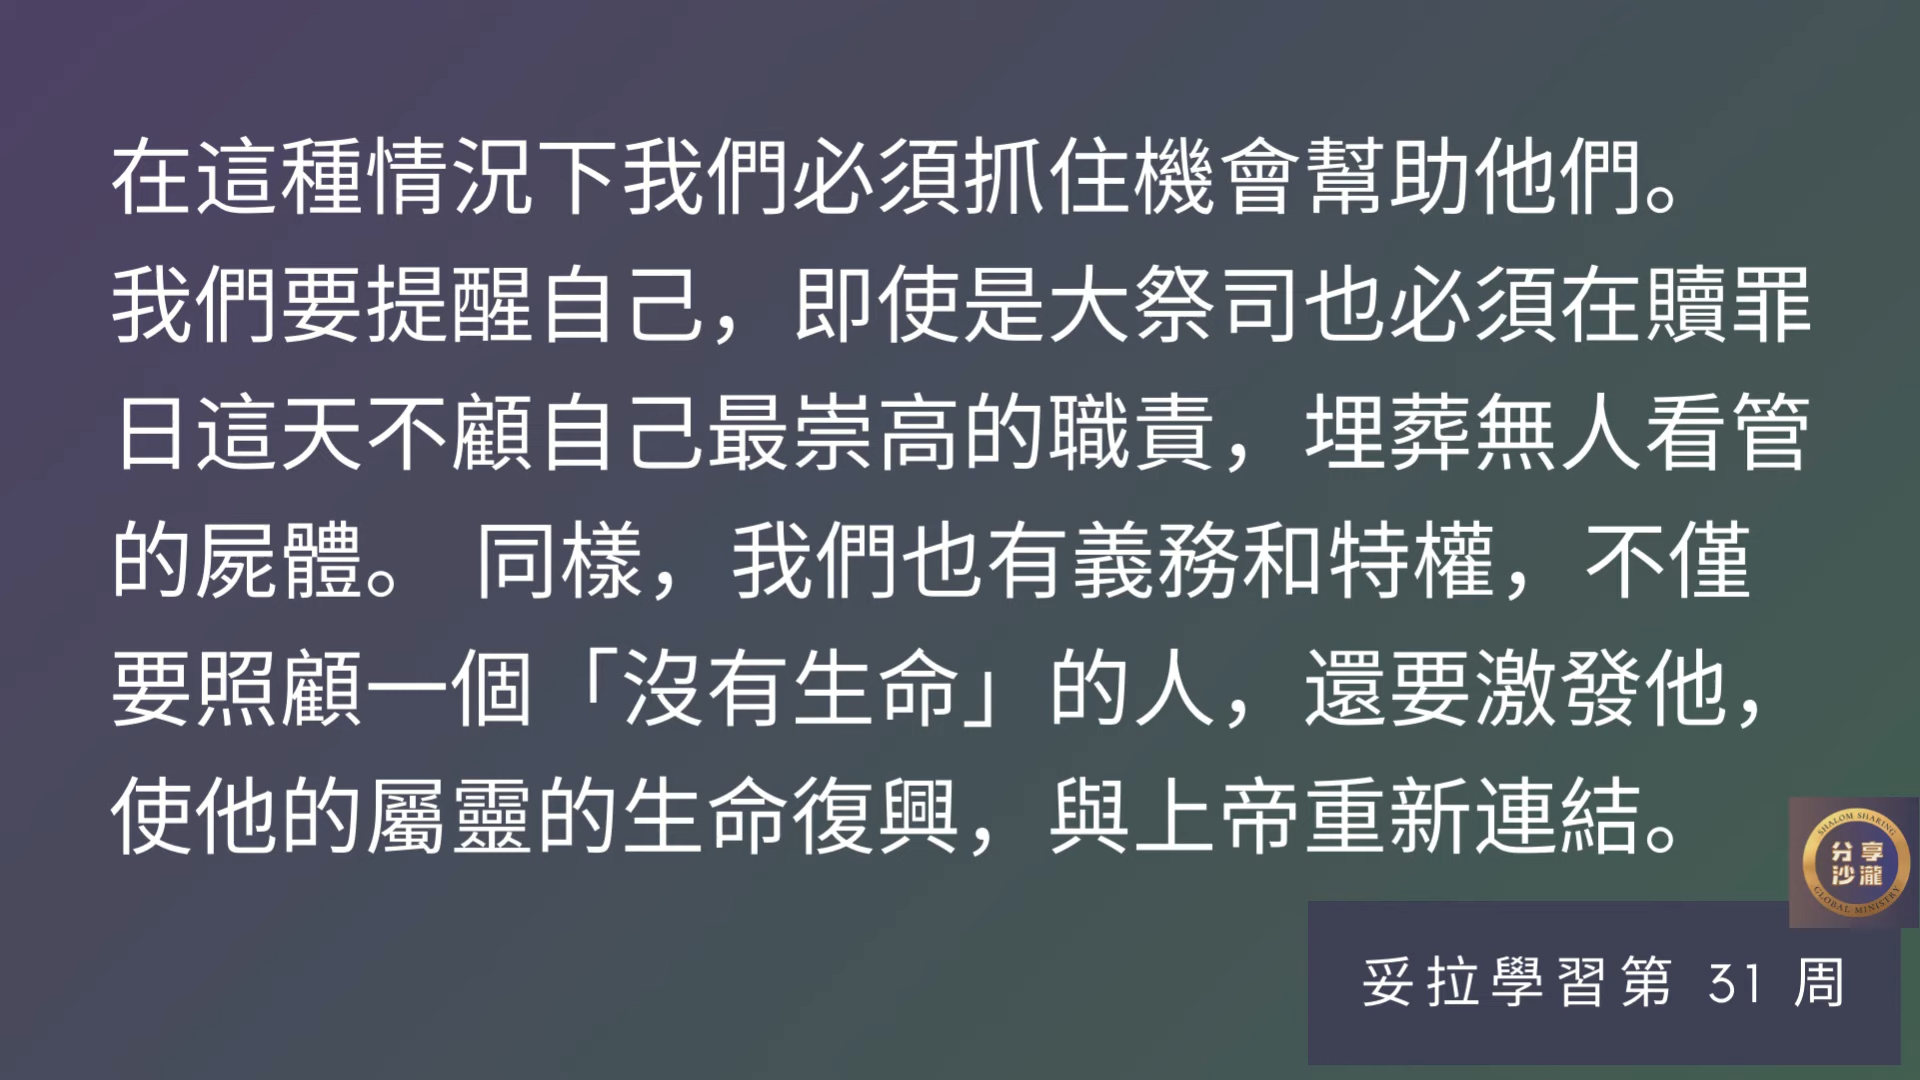 在這種情況下我們必須抓住機會幫助他們。
我們要提醒自己，即使是大祭司也必須在贖罪
日這天不顧自己最崇高的職責，埋葬無人看管
的屍體。 同樣，我們也有義務和特權，不僅
要照顧一個「沒有生命」的人，還要激發他，
使他的屬靈的生命復興，與上帝重新連結。
SHALOM SHARING
分享
沙瀧
GLOBAL MINISTRY
妥拉學習第 31 周